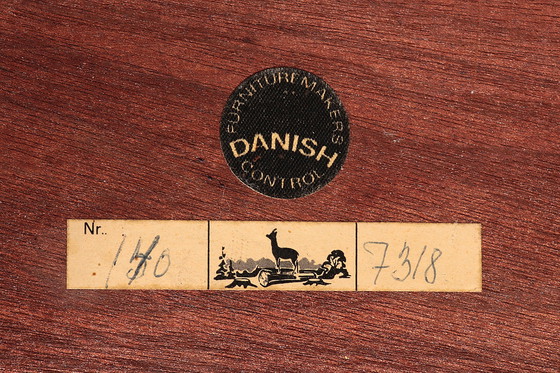 FURNITUREMAKERS
DANISH
CONTROL
Nr..
7318